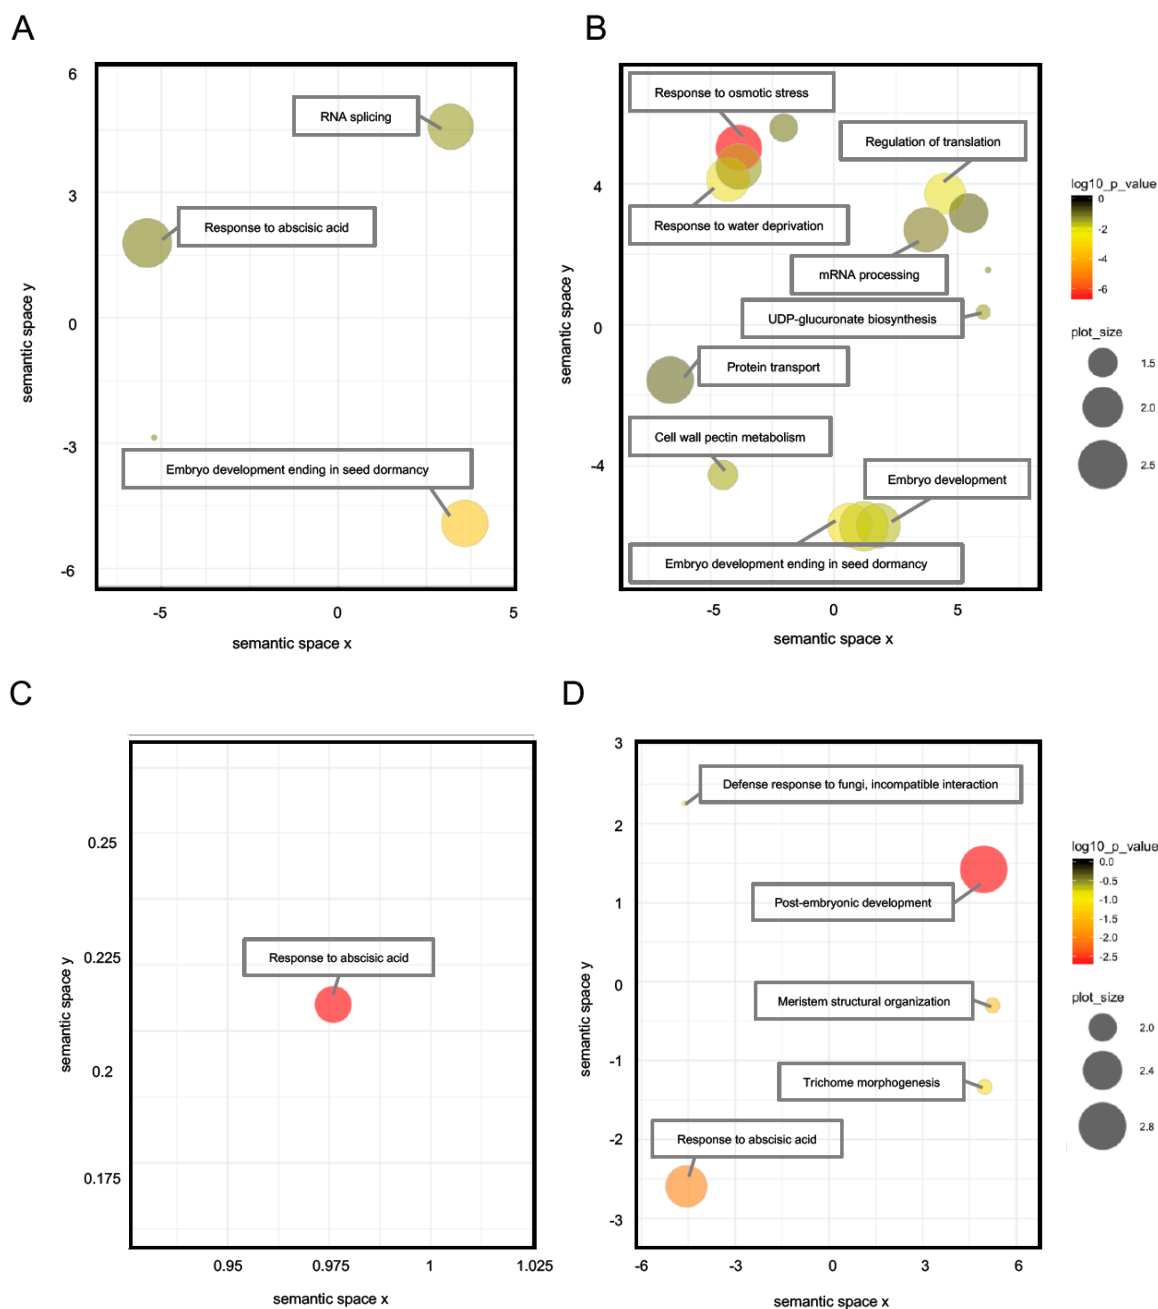 A
B
6
3
0
-3
-6
-5
0
5
semantic space x
semantic space y
RNA splicing
Response to abscisic acid
Embryo development ending in seed dormancy
4
0
-4
-5
0
5
semantic space x
semantic space y
Response to osmotic stress
Regulation of translation
Response to water deprivation
mRNA processing
UDP-glucuronate biosynthesis
Protein transport
Cell wall pectin metabolism
Embryo development
Embryo development ending in seed dormancy
log10_p_value
0
-2
-4
-6
plot_size
1.5
2.0
2.5
C
D
0.25
0.225
0.2
0.175
0.95
0.975
1
1.025
semantic space x
semantic space y
Response to abscisic acid
3
2
1
0
-1
-2
-3
-6
-3
0
3
6
semantic space x
semantic space y
Defense response to fungi, incompatible interaction
Post-embryonic development
Meristem structural organization
Trichome morphogenesis
Response to abscisic acid
log10_p_value
0.0
-0.5
-1.0
-1.5
-2.0
-2.5
plot_size
2.0
2.4
2.8